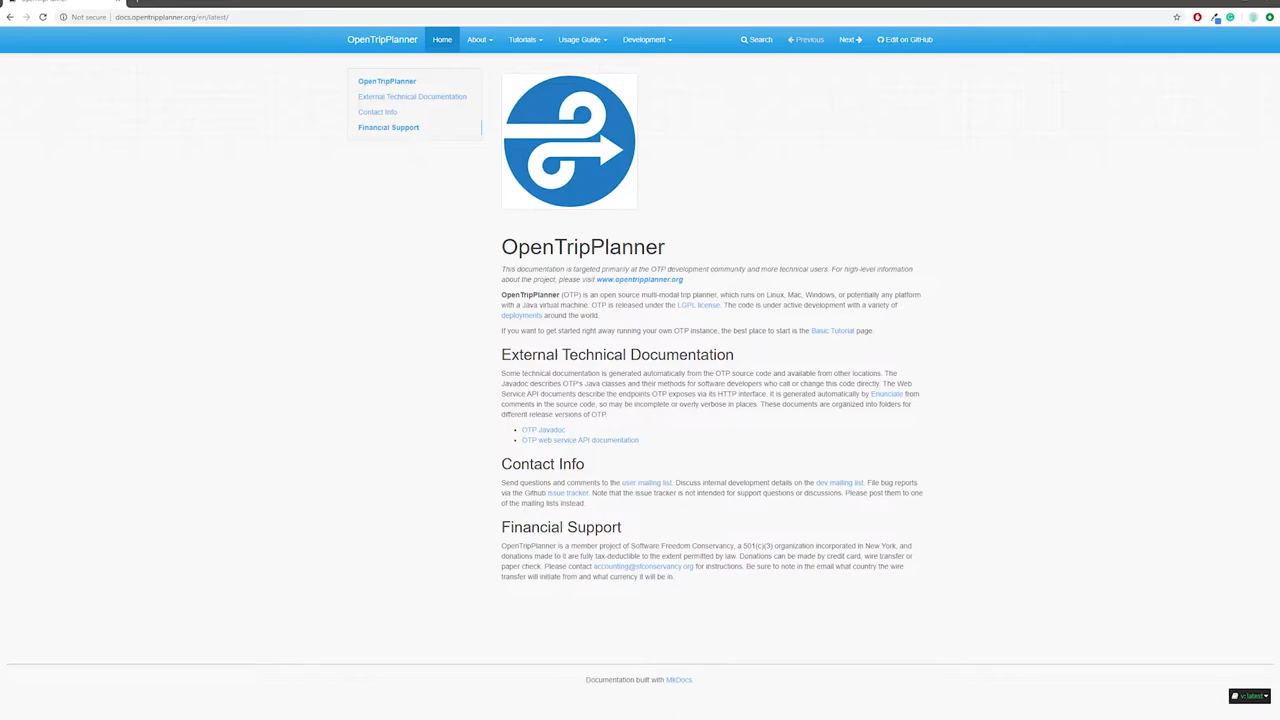 Not secure | docs.opentripplanner.org/en/latest/
OpenTripPlanner Home About Tutorials Usage Guide Development Search Previous Next Edit on GitHub
OpenTripPlanner
External Technical Documentation
Contact Info
Financial Support
OpenTripPlanner
This documentation is targeted primarily at the OTP development community and more technical users. For high-level information
about the project, please visit www.opentripplanner.org
OpenTripPlanner (OTP) is an open source multi-modal trip planner, which runs on Linux, Mac, Windows, or potentially any platform
with a Java virtual machine. OTP is released under the LGPL license. The code is under active development with a variety of
deployments around the world.
If you want to get started right away running your own OTP instance, the best place to start is the Basic Tutorial page.
External Technical Documentation
Some technical documentation is generated automatically from the OTP source code and available from other locations. The
Javadoc describes OTP's Java classes and their methods for software developers who call or change this code directly. The Web
Service API documents describe the endpoints OTP exposes via its HTTP interface. It is generated automatically by Enunciate from
comments in the source code, so may be incomplete or overly verbose in places. These documents are organized into folders for
different release versions of OTP.
• OTP Javadoc
• OTP web service API documentation
Contact Info
Send questions and comments to the user mailing list. Discuss internal development details on the dev mailing list. File bug reports
via the Github issue tracker. Note that the issue tracker is not intended for support questions or discussions. Please post them to one
of the mailing lists instead.
Financial Support
OpenTripPlanner is a member project of Software Freedom Conservancy, a 501(c)(3) organization incorporated in New York, and
donations made to it are fully tax-deductible to the extent permitted by law. Donations can be made by credit card, wire transfer or
paper check. Please contact accounting@sfconservancy.org for instructions. Be sure to note in the email what country the wire
transfer will initiate from and what currency it will be in.
Documentation built with MkDocs.
v: latest